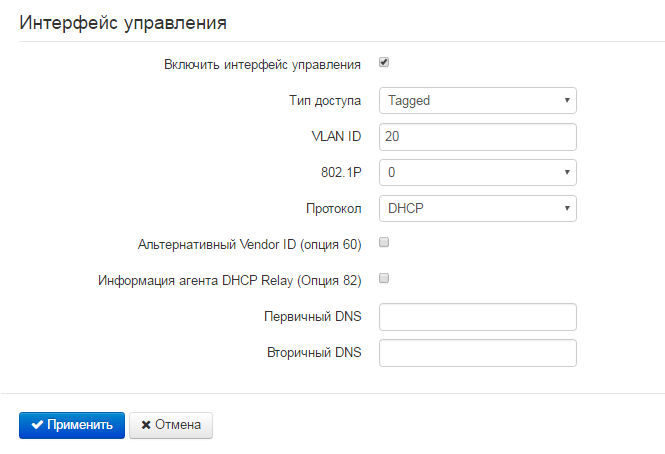 Интерфейс управления
Включить интерфейс управления
Тип доступа Tagged
VLAN ID 20
802.1P 0
Протокол DHCP
Альтернативный Vendor ID (опция 60)
Информация агента DHCP Relay (Опция 82)
Первичный DNS
Вторичный DNS
Применить Отмена